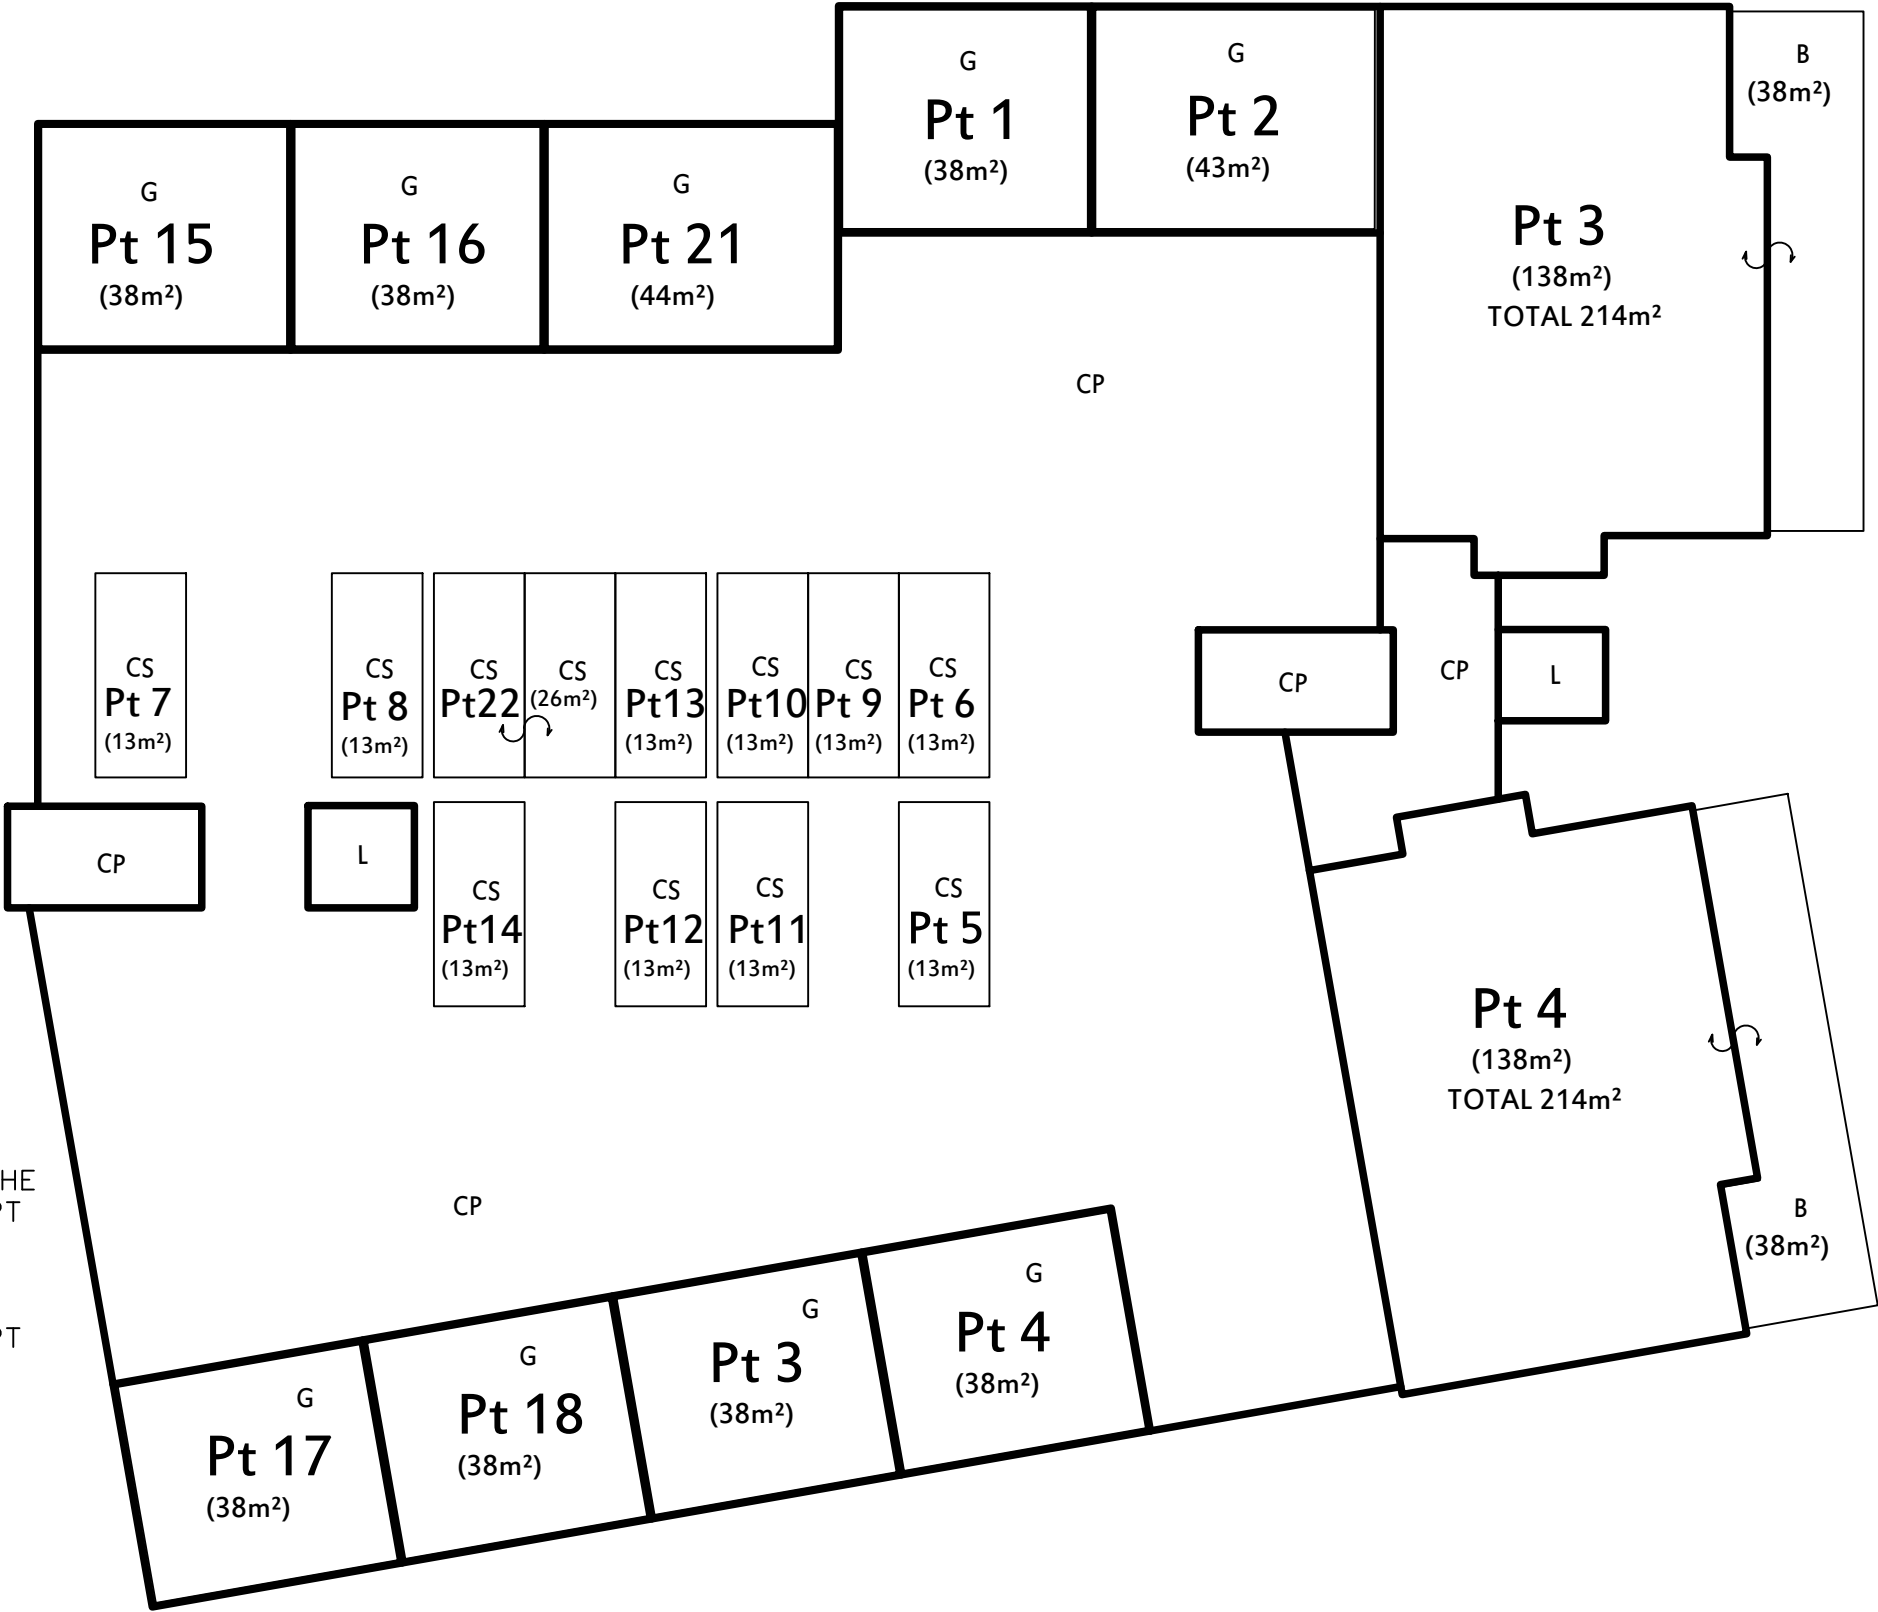 G
Pt 1
(38m²)
G
Pt 2
(43m²)
B
(38m²)
G
Pt 15
(38m²)
G
Pt 16
(38m²)
G
Pt 21
(44m²)
Pt 3
(138m²)
TOTAL 214m²
CP
CS
Pt 7
(13m²)
CS
Pt 8
(13m²)
CS
Pt22
CS
(26m²)
CS
Pt13
(13m²)
CS
Pt10
(13m²)
CS
Pt 9
(13m²)
CS
Pt 6
(13m²)
CP
CP
L
CP
L
CS
Pt14
(13m²)
CS
Pt12
(13m²)
CS
Pt11
(13m²)
CS
Pt 5
(13m²)
Pt 4
(138m²)
TOTAL 214m²
B
(38m²)
HE
PT
PT
CP
G
Pt 17
(38m²)
G
Pt 18
(38m²)
G
Pt 3
(38m²)
G
Pt 4
(38m²)